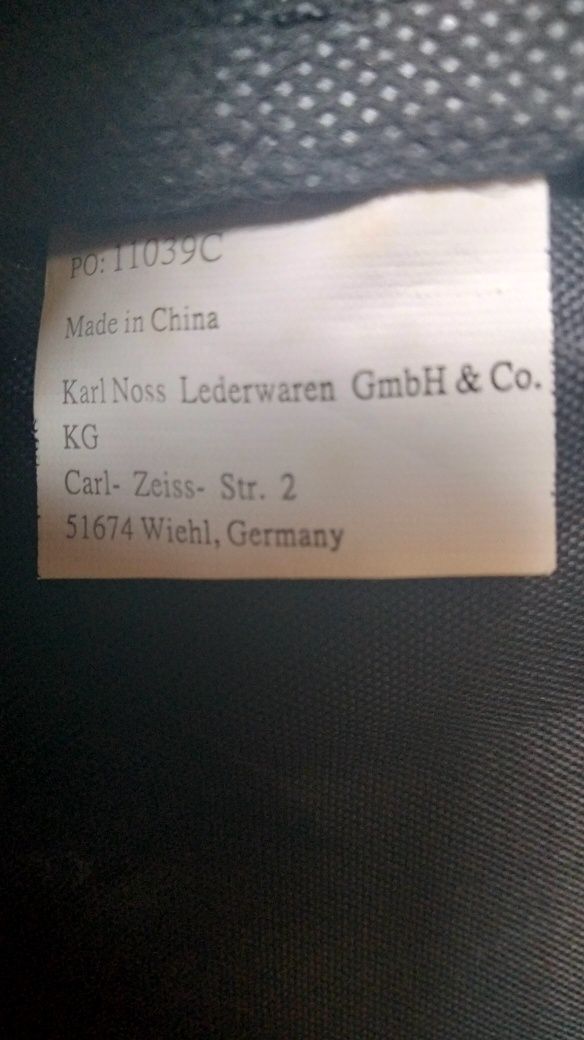 PO: 11039C
Made in China
Karl Noss Lederwaren GmbH & Co.
KG
Carl- Zeiss- Str. 2
51674 Wiehl, Germany